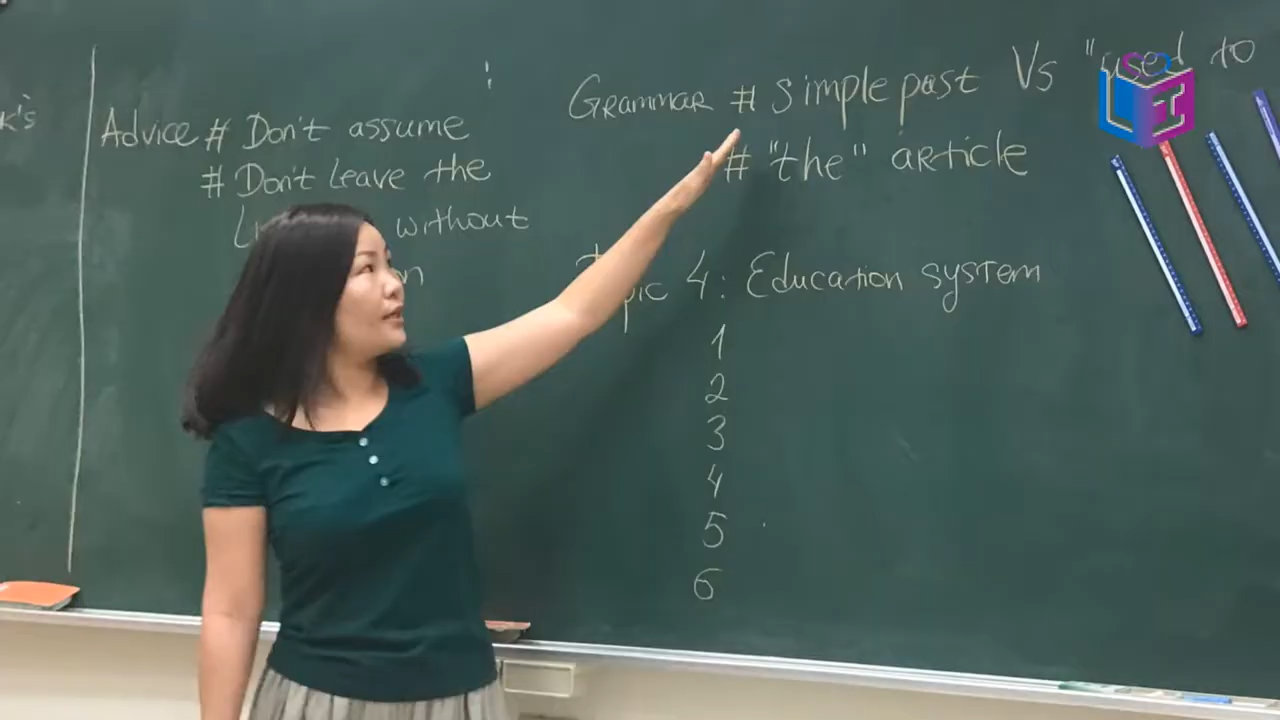 Advice # Don't assume
# Don't Leave the
without
Grammar # Simple past Vs "used to
# "the" article
4: Education system
1
2
3
4
5
6